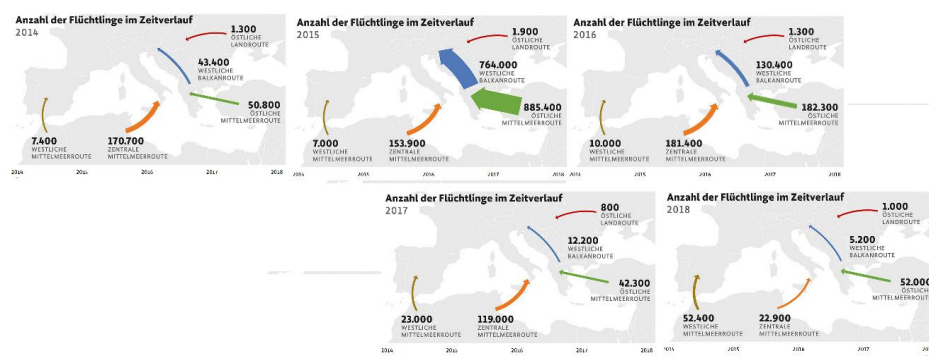 Anzahl der Flüchtlinge im Zeitverlauf
2014
1.300
ÖSTLICHE
LANDROUTE
43.400
WESTLICHE
BALKANROUTE
50.800
ÖSTLICHE
MITTELMEERROUTE
7.400
WESTLICHE
MITTELMEERROUTE
170.700
ZENTRALE
MITTELMEERROUTE
2014 2015 2016 2017 2018
Anzahl der Flüchtlinge im Zeitverlauf
2015
1.900
ÖSTLICHE
LANDROUTE
764.000
WESTLICHE
BALKANROUTE
885.400
ÖSTLICHE
MITTELMEERROUTE
7.000
WESTLICHE
MITTELMEERROUTE
153.900
ZENTRALE
MITTELMEERROUTE
2014 2015 2016 2017 2018
Anzahl der Flüchtlinge im Zeitverlauf
2016
1.300
ÖSTLICHE
LANDROUTE
130.400
WESTLICHE
BALKANROUTE
182.300
ÖSTLICHE
MITTELMEERROUTE
10.000
WESTLICHE
MITTELMEERROUTE
181.400
ZENTRALE
MITTELMEERROUTE
2014 2015 2016 2017 2018
Anzahl der Flüchtlinge im Zeitverlauf
2017
800
ÖSTLICHE
LANDROUTE
12.200
WESTLICHE
BALKANROUTE
42.300
ÖSTLICHE
MITTELMEERROUTE
23.000
WESTLICHE
MITTELMEERROUTE
119.000
ZENTRALE
MITTELMEERROUTE
2014 2015 2016 2017 2018
Anzahl der Flüchtlinge im Zeitverlauf
2018
1.000
ÖSTLICHE
LANDROUTE
5.200
WESTLICHE
BALKANROUTE
52.000
ÖSTLICHE
MITTELMEERROUTE
52.400
WESTLICHE
MITTELMEERROUTE
22.900
ZENTRALE
MITTELMEERROUTE
2014 2015 2016 2017